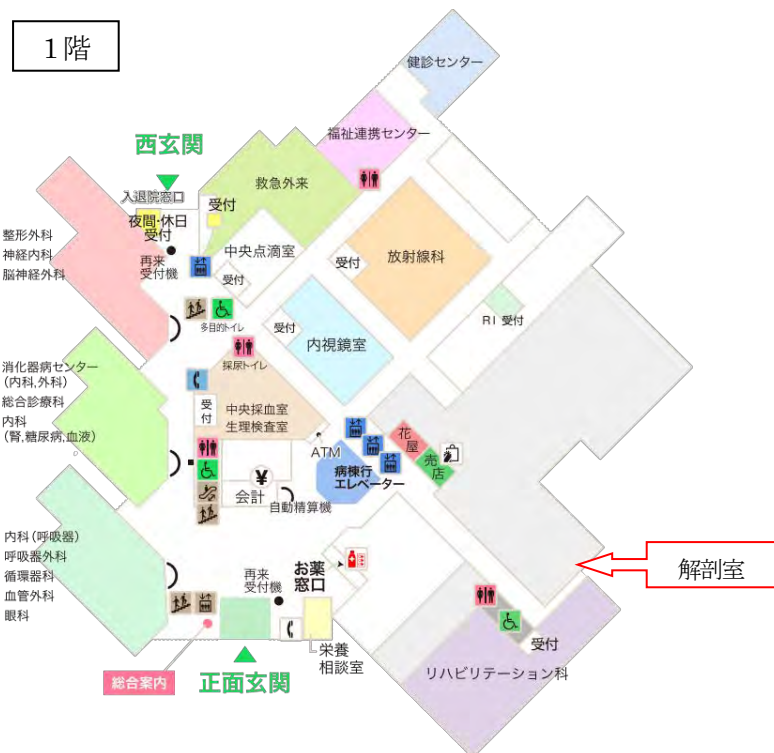 1階
健診センター
福祉連携センター
西玄関
救急外来
入退院窓口
受付
夜間・休日
受付
整形外科
神経内科
脳神経外科
再来
受付機
中央点滴室
受付
受付
放射線科
RI 受付
多目的トイレ
受付
内視鏡室
採尿トイレ
消化器病センター
(内科,外科)
総合診療科
内科
(腎,糖尿病,血液)
受付
中央採血室
生理検査室
ATM
花屋
売店
病棟行
エレベーター
¥
会計
自動精算機
内科(呼吸器)
呼吸器外科
循環器科
血管外科
眼科
再来
受付機
お薬
窓口
解剖室
受付
栄養
相談室
リハビリテーション科
総合案内
正面玄関